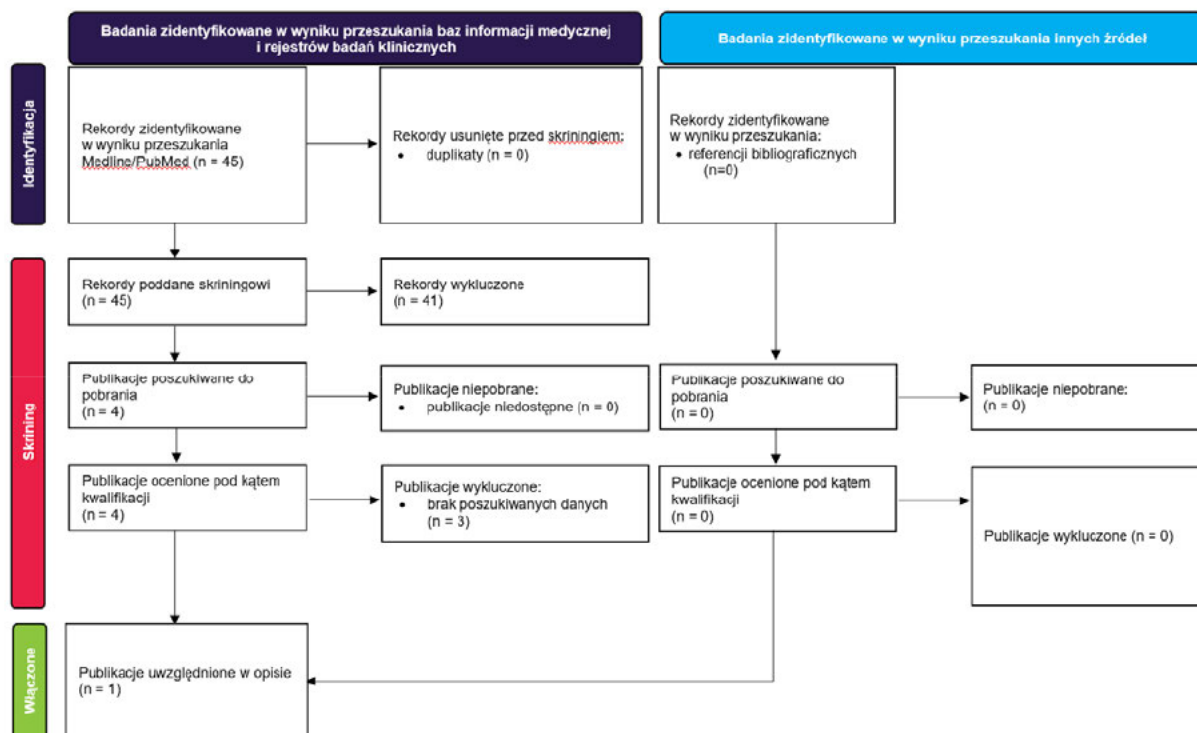 Badania zidentyfikowane w wyniku przeszukania baz informacji medycznej
i rejestrów badań klinicznych
Badania zidentyfikowane w wyniku przeszukania innych źródeł
Identyfikacja
Rekordy zidentyfikowane
w wyniku przeszukania
Medline/PubMed (n = 45)
Rekordy usunięte przed skriningiem:
• duplikaty (n = 0)
Rekordy zidentyfikowane
w wyniku przeszukania:
• referencji bibliograficznych
(n=0)
Skrining
Rekordy poddane skriningowi
(n = 45)
Rekordy wykluczone
(n = 41)
Publikacje poszukiwane do
pobrania
(n = 4)
Publikacje niepobrane:
• publikacje niedostępne (n = 0)
Publikacje poszukiwane do
pobrania
(n = 0)
Publikacje niepobrane:
(n = 0)
Publikacje ocenione pod kątem
kwalifikacji
(n = 4)
Publikacje wykluczone:
• brak poszukiwanych danych
(n = 3)
Publikacje ocenione pod kątem
kwalifikacji
(n = 0)
Publikacje wykluczone (n = 0)
Włączone
Publikacje uwzględnione w opisie
(n = 1)